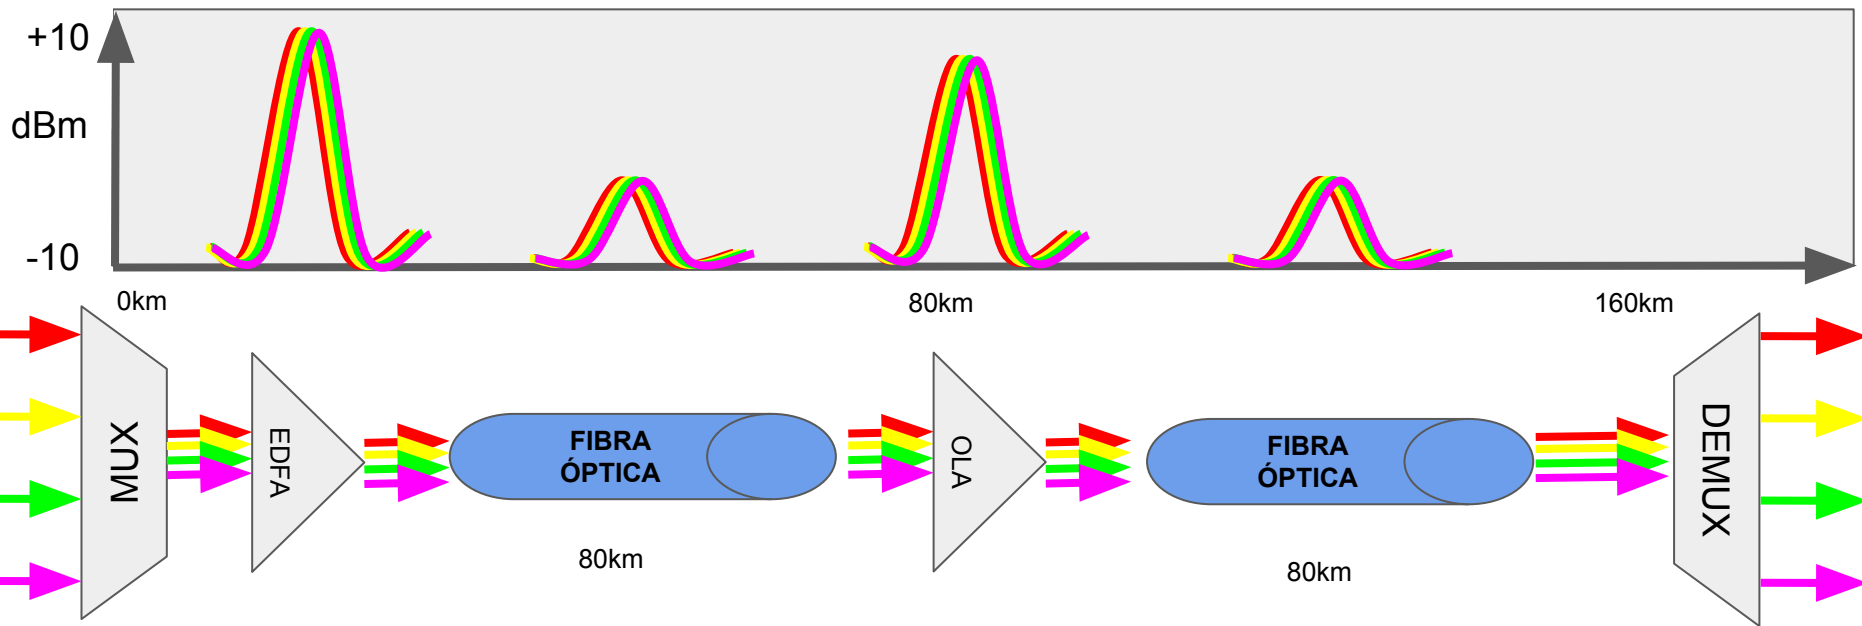 +10
dBm
-10
0km
80km
160km
MUX
EDFA
FIBRA
ÓPTICA
80km
OLA
FIBRA
ÓPTICA
80km
DEMUX